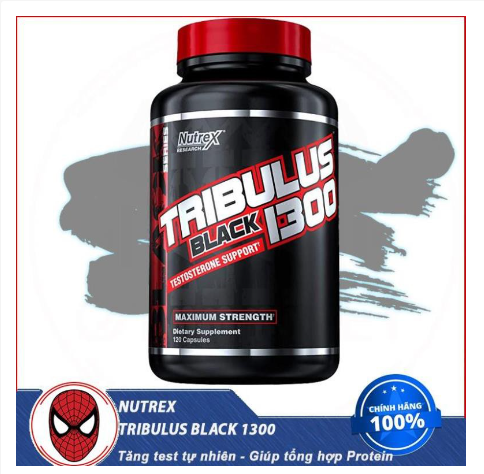 SERIES
NutreX
RESEARCH
TRIBULUS
BLACK 1300
TESTOSTERONE SUPPORT†
MAXIMUM STRENGTH†
Dietary Supplement
120 Capsules
NUTREX
TRIBULUS BLACK 1300
Tăng test tự nhiên - Giúp tổng hợp Protein
CHÍNH HÃNG
100%